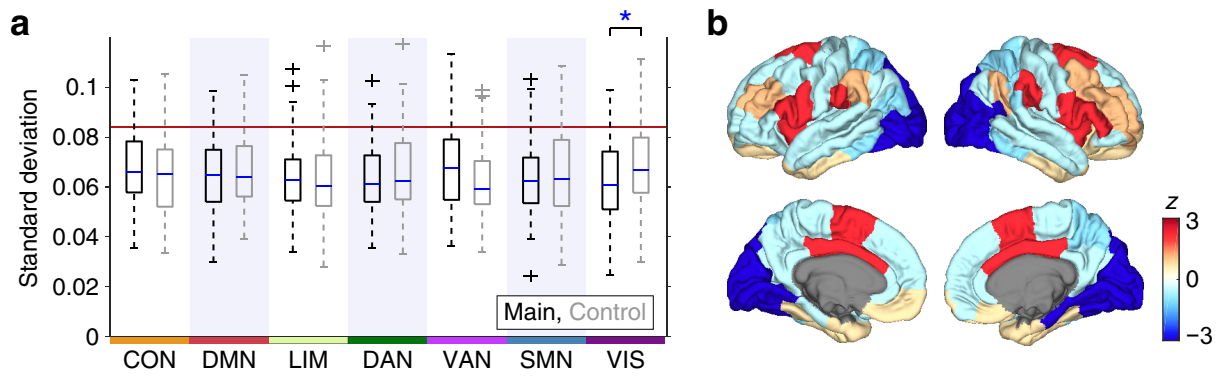 a
b
*
Standard deviation
0.1
0.08
0.06
0.04
0.02
0
Main, Control
CON DMN LIM DAN VAN SMN VIS
z
3
0
−3